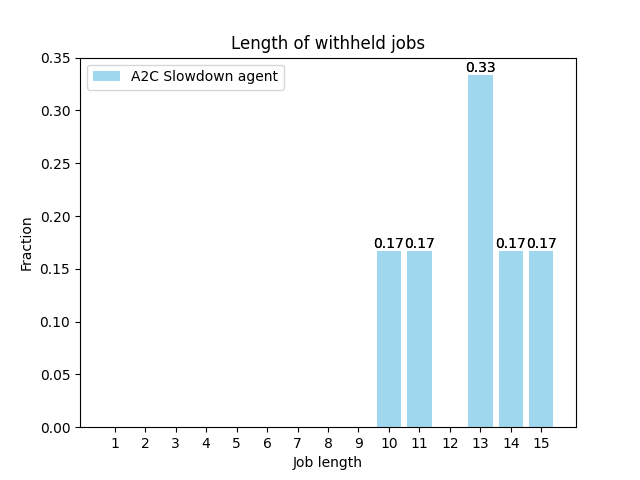 Length of withheld jobs
A2C Slowdown agent
0.35
0.30
0.25
0.20
0.15
0.10
0.05
0.00
Fraction
0.17 0.17 0.33 0.17 0.17
1 2 3 4 5 6 7 8 9 10 11 12 13 14 15
Job length